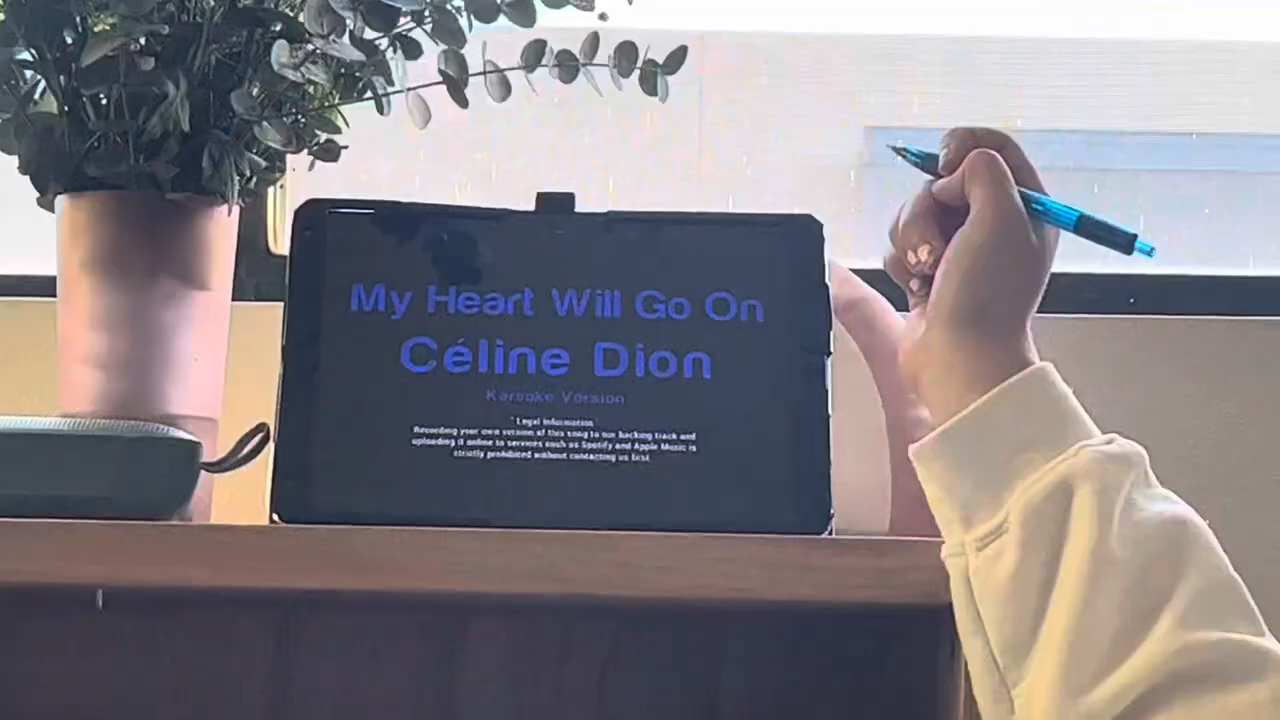 My Heart Will Go On
Céline Dion
Karaoke Version
* Legal Information
Recording your own version of this song to our backing track and
uploading it online to services such as Spotify and Apple Music is
strictly prohibited without contacting us first